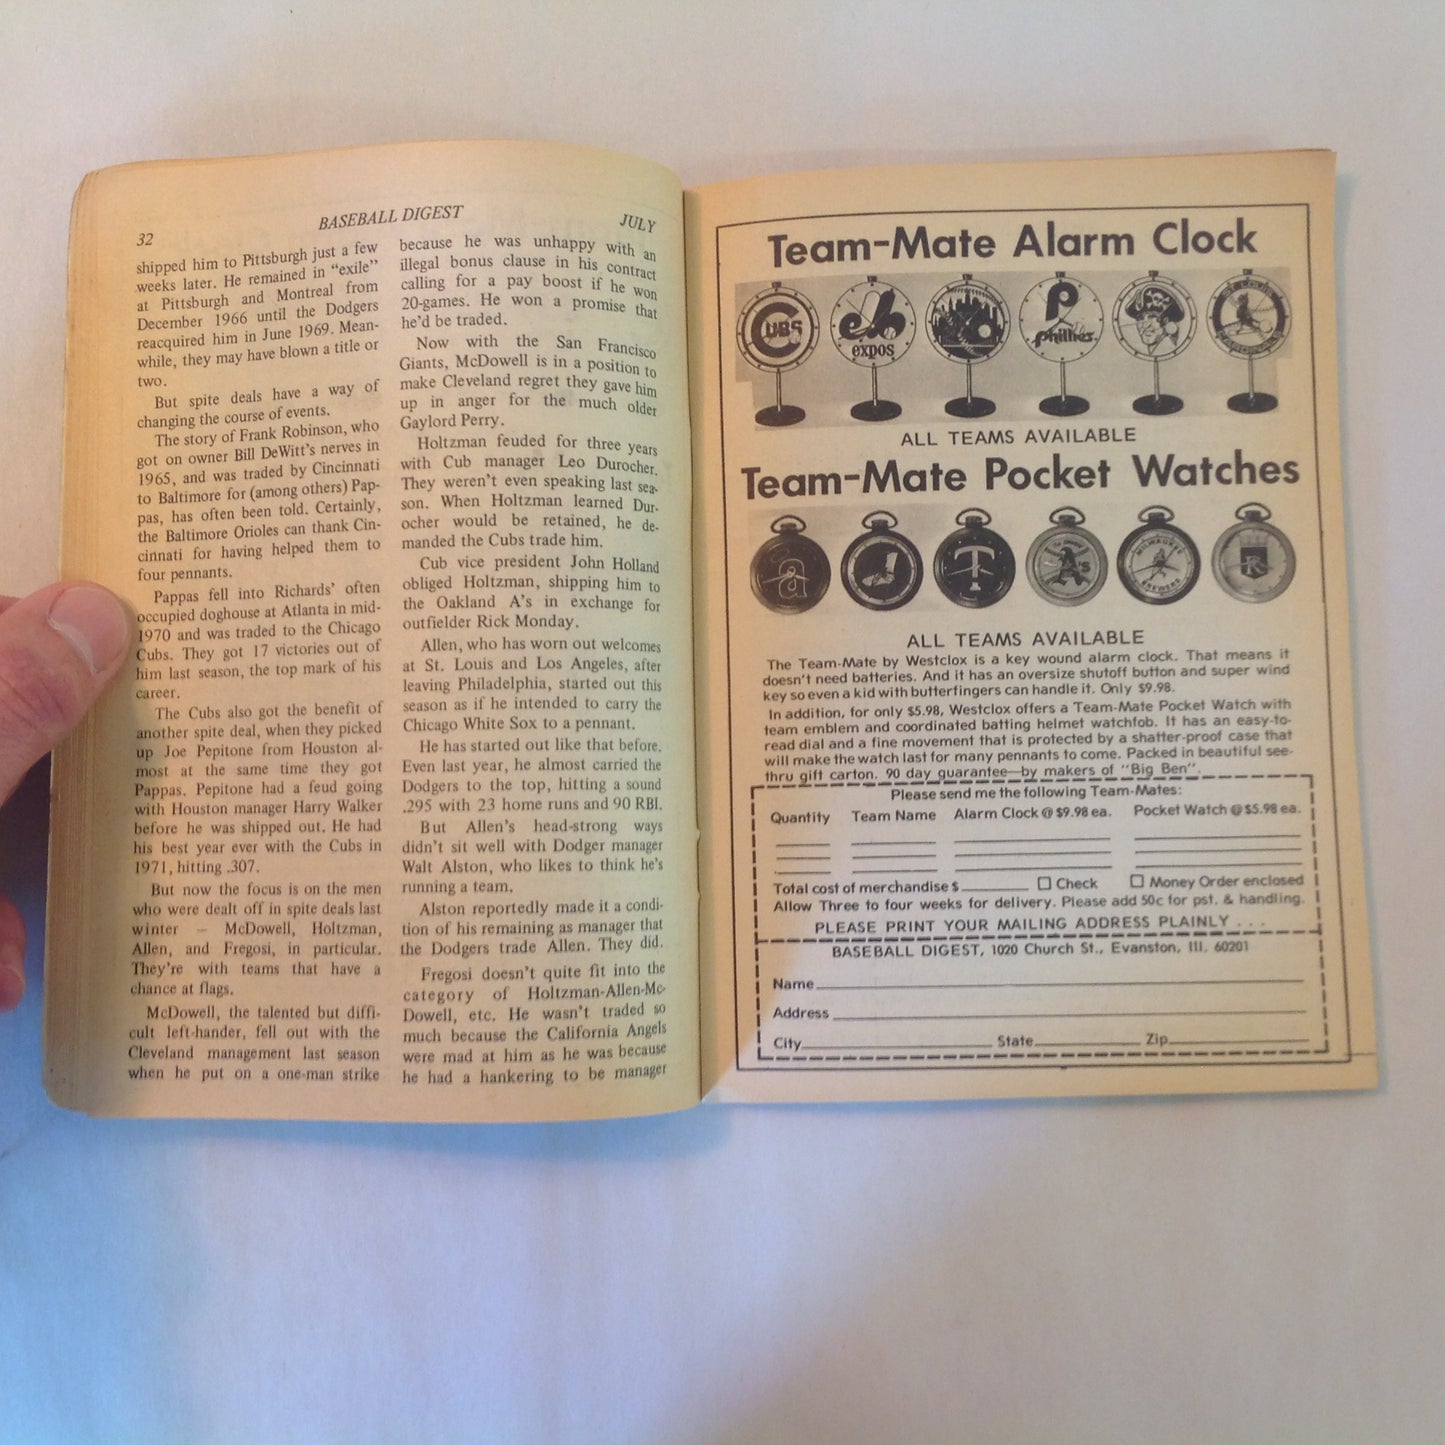 32
BASEBALL DIGEST
JULY
shipped him to Pittsburgh just a few
weeks later. He remained in “exile”
at Pittsburgh and Montreal from
December 1966 until the Dodgers
reacquired him in June 1969. Mean-
while, they may have blown a title or
two.
But spite deals have a way of
changing the course of events.
The story of Frank Robinson, who
got on owner Bill DeWitt's nerves in
1965, and was traded by Cincinnati
to Baltimore for (among others) Pap-
pas, has often been told. Certainly,
the Baltimore Orioles can thank Cin-
cinnati for having helped them to
four pennants.
Pappas fell into Richards' often
occupied doghouse at Atlanta in mid-
1970 and was traded to the Chicago
Cubs. They got 17 victories out of
him last season, the top mark of his
career.
The Cubs also got the benefit of
another spite deal, when they picked
up Joe Pepitone from Houston al-
most at the same time they got
Pappas. Pepitone had a feud going
with Houston manager Harry Walker
before he was shipped out. He had
his best year ever with the Cubs in
1971, hitting .307.
But now the focus is on the men
who were dealt off in spite deals last
winter — McDowell, Holtzman,
Allen, and Fregosi, in particular.
They're with teams that have a
chance at flags.
McDowell, the talented but diffi-
cult left-hander, fell out with the
Cleveland management last season
when he put on a one-man strike
because he was unhappy with an
illegal bonus clause in his contract
calling for a pay boost if he won
20-games. He won a promise that
he'd be traded.
Now with the San Francisco
Giants, McDowell is in a position to
make Cleveland regret they gave him
up in anger for the much older
Gaylord Perry.
Holtzman feuded for three years
with Cub manager Leo Durocher.
They weren't even speaking last sea-
son. When Holtzman learned Dur-
ocher would be retained, he de-
manded the Cubs trade him.
Cub vice president John Holland
obliged Holtzman, shipping him to
the Oakland A's in exchange for
outfielder Rick Monday.
Allen, who has worn out welcomes
at St. Louis and Los Angeles, after
leaving Philadelphia, started out this
season as if he intended to carry the
Chicago White Sox to a pennant.
He has started out like that before.
Even last year, he almost carried the
Dodgers to the top, hitting a sound
.295 with 23 home runs and 90 RBI.
But Allen's head-strong ways
didn't sit well with Dodger manager
Walt Alston, who likes to think he's
running a team.
Alston reportedly made it a condi-
tion of his remaining as manager that
the Dodgers trade Allen. They did.
Fregosi doesn't quite fit into the
category of Holtzman-Allen-Mc-
Dowell, etc. He wasn't traded so
much because the California Angels
were mad at him as he was because
he had a hankering to be manager
Team-Mate Alarm Clock
CUBS
expos
Phillies
ST. LOUIS
CARDINALS
ALL TEAMS AVAILABLE
Team-Mate Pocket Watches
a
T
A's
MILWAUKEE
BREWERS
R
ALL TEAMS AVAILABLE
The Team-Mate by Westclox is a key wound alarm clock. That means it
doesn't need batteries. And it has an oversize shutoff button and super wind
key so even a kid with butterfingers can handle it. Only $9.98.
In addition, for only $5.98, Westclox offers a Team-Mate Pocket Watch with
team emblem and coordinated batting helmet watchfob. It has an easy-to-
read dial and a fine movement that is protected by a shatter-proof case that
will make the watch last for many pennants to come. Packed in beautiful see-
thru gift carton. 90 day guarantee—by makers of “Big Ben”.
Please send me the following Team-Mates:
Quantity Team Name Alarm Clock @ $9.98 ea. Pocket Watch @ $5.98 ea.
Total cost of merchandise $ Check Money Order enclosed
Allow Three to four weeks for delivery. Please add 50c for pst. & handling.
PLEASE PRINT YOUR MAILING ADDRESS PLAINLY . . .
BASEBALL DIGEST, 1020 Church St., Evanston, Ill. 60201
Name
Address
City State Zip